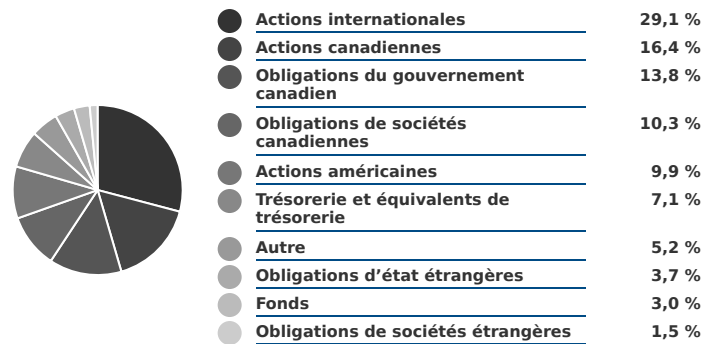 Actions internationales 29,1 %
Actions canadiennes 16,4 %
Obligations du gouvernement 13,8 %
canadien
Obligations de sociétés 10,3 %
canadiennes
Actions américaines 9,9 %
Trésorerie et équivalents de 7,1 %
trésorerie
Autre 5,2 %
Obligations d’état étrangères 3,7 %
Fonds 3,0 %
Obligations de sociétés étrangères 1,5 %